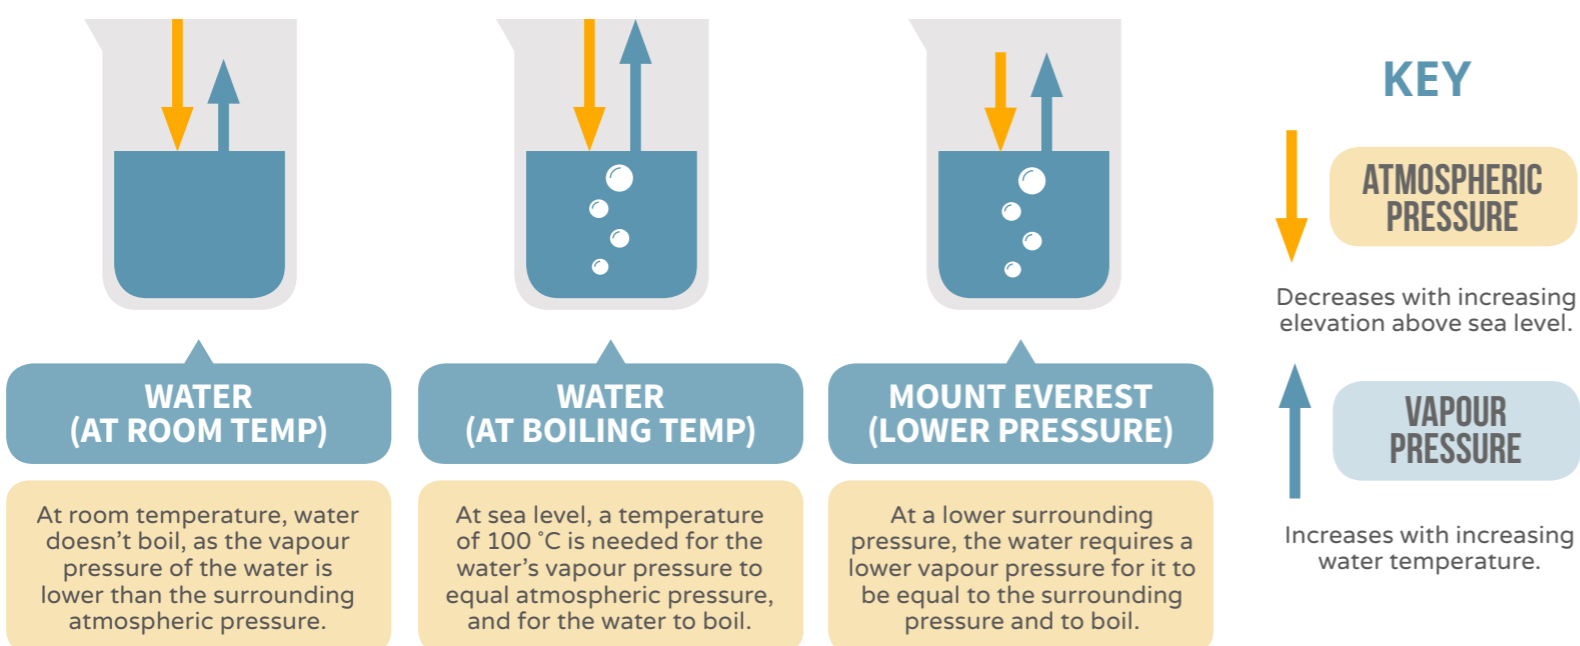 WATER
(AT ROOM TEMP)
At room temperature, water
doesn't boil, as the vapour
pressure of the water is
lower than the surrounding
atmospheric pressure.
WATER
(AT BOILING TEMP)
At sea level, a temperature
of 100 ˚C is needed for the
water's vapour pressure to
equal atmospheric pressure,
and for the water to boil.
MOUNT EVEREST
(LOWER PRESSURE)
At a lower surrounding
pressure, the water requires a
lower vapour pressure for it to
be equal to the surrounding
pressure and to boil.
KEY
ATMOSPHERIC
PRESSURE
Decreases with increasing
elevation above sea level.
VAPOUR
PRESSURE
Increases with increasing
water temperature.